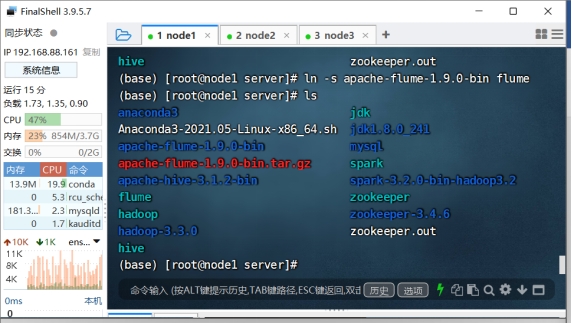 FinalShell 3.9.5.7
同步状态
IP 192.168.88.161 复制
系统信息
运行 15 分
负载 1.73, 1.35, 0.90
CPU 47%
内存 23% 854M/3.7G
交换 0% 0/2G
内存 CPU 命令
13.9M 19.9 conda
0 5.3 rcu_sche
181.3... 2.3 mysqld
0 1.7 kauditd
10K 1K ens...
11K
8K
4K
0ms 本机
0
1 node1 × 2 node2 × 3 node3 ×
hive zookeeper.out
(base) [root@node1 server]# ln -s apache-flume-1.9.0-bin flume
(base) [root@node1 server]# ls
anaconda3 jdk
Anaconda3-2021.05-Linux-x86_64.sh jdk1.8.0_241
apache-flume-1.9.0-bin mysql
apache-flume-1.9.0-bin.tar.gz spark
apache-hive-3.1.2-bin spark-3.2.0-bin-hadoop3.2
flume zookeeper
hadoop zookeeper-3.4.6
hadoop-3.3.0 zookeeper.out
hive
(base) [root@node1 server]#
命令输入 (按ALT键提示历史,TAB键路径,ESC键返回,双击 历史 选项